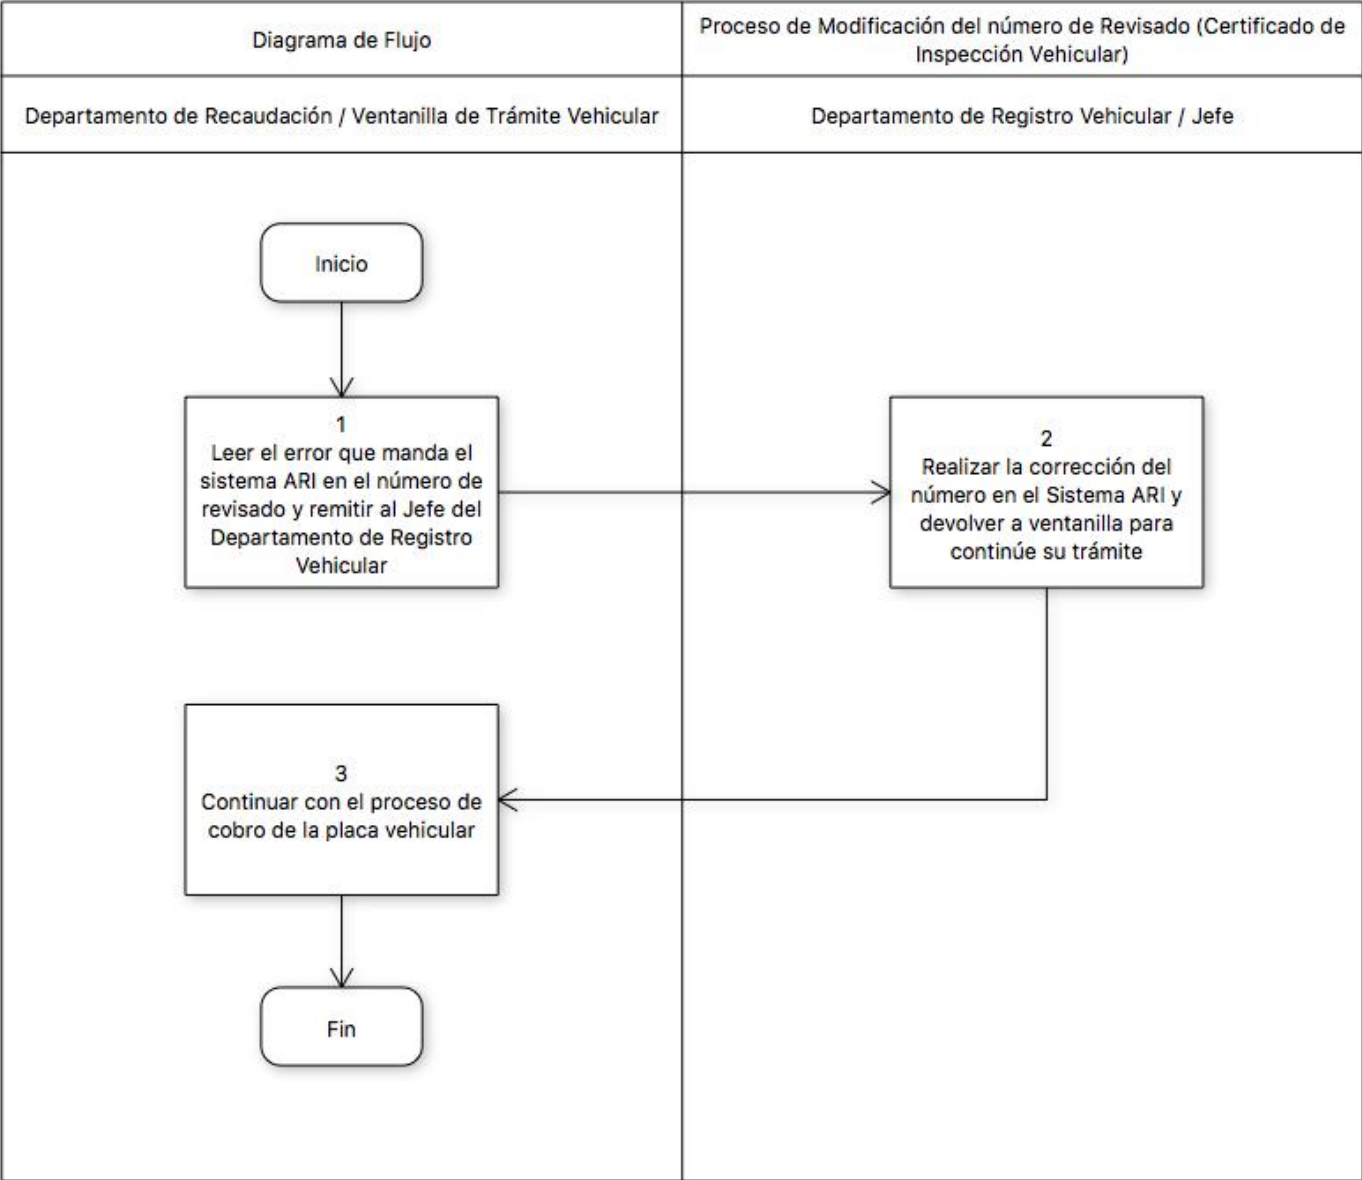 Diagrama de Flujo
Proceso de Modificación del número de Revisado (Certificado de
Inspección Vehicular)
Departamento de Recaudación / Ventanilla de Trámite Vehicular
Departamento de Registro Vehicular / Jefe
Inicio
1
Leer el error que manda el
sistema ARI en el número de
revisado y remitir al Jefe del
Departamento de Registro
Vehicular
2
Realizar la corrección del
número en el Sistema ARI y
devolver a ventanilla para
continúe su trámite
3
Continuar con el proceso de
cobro de la placa vehicular
Fin